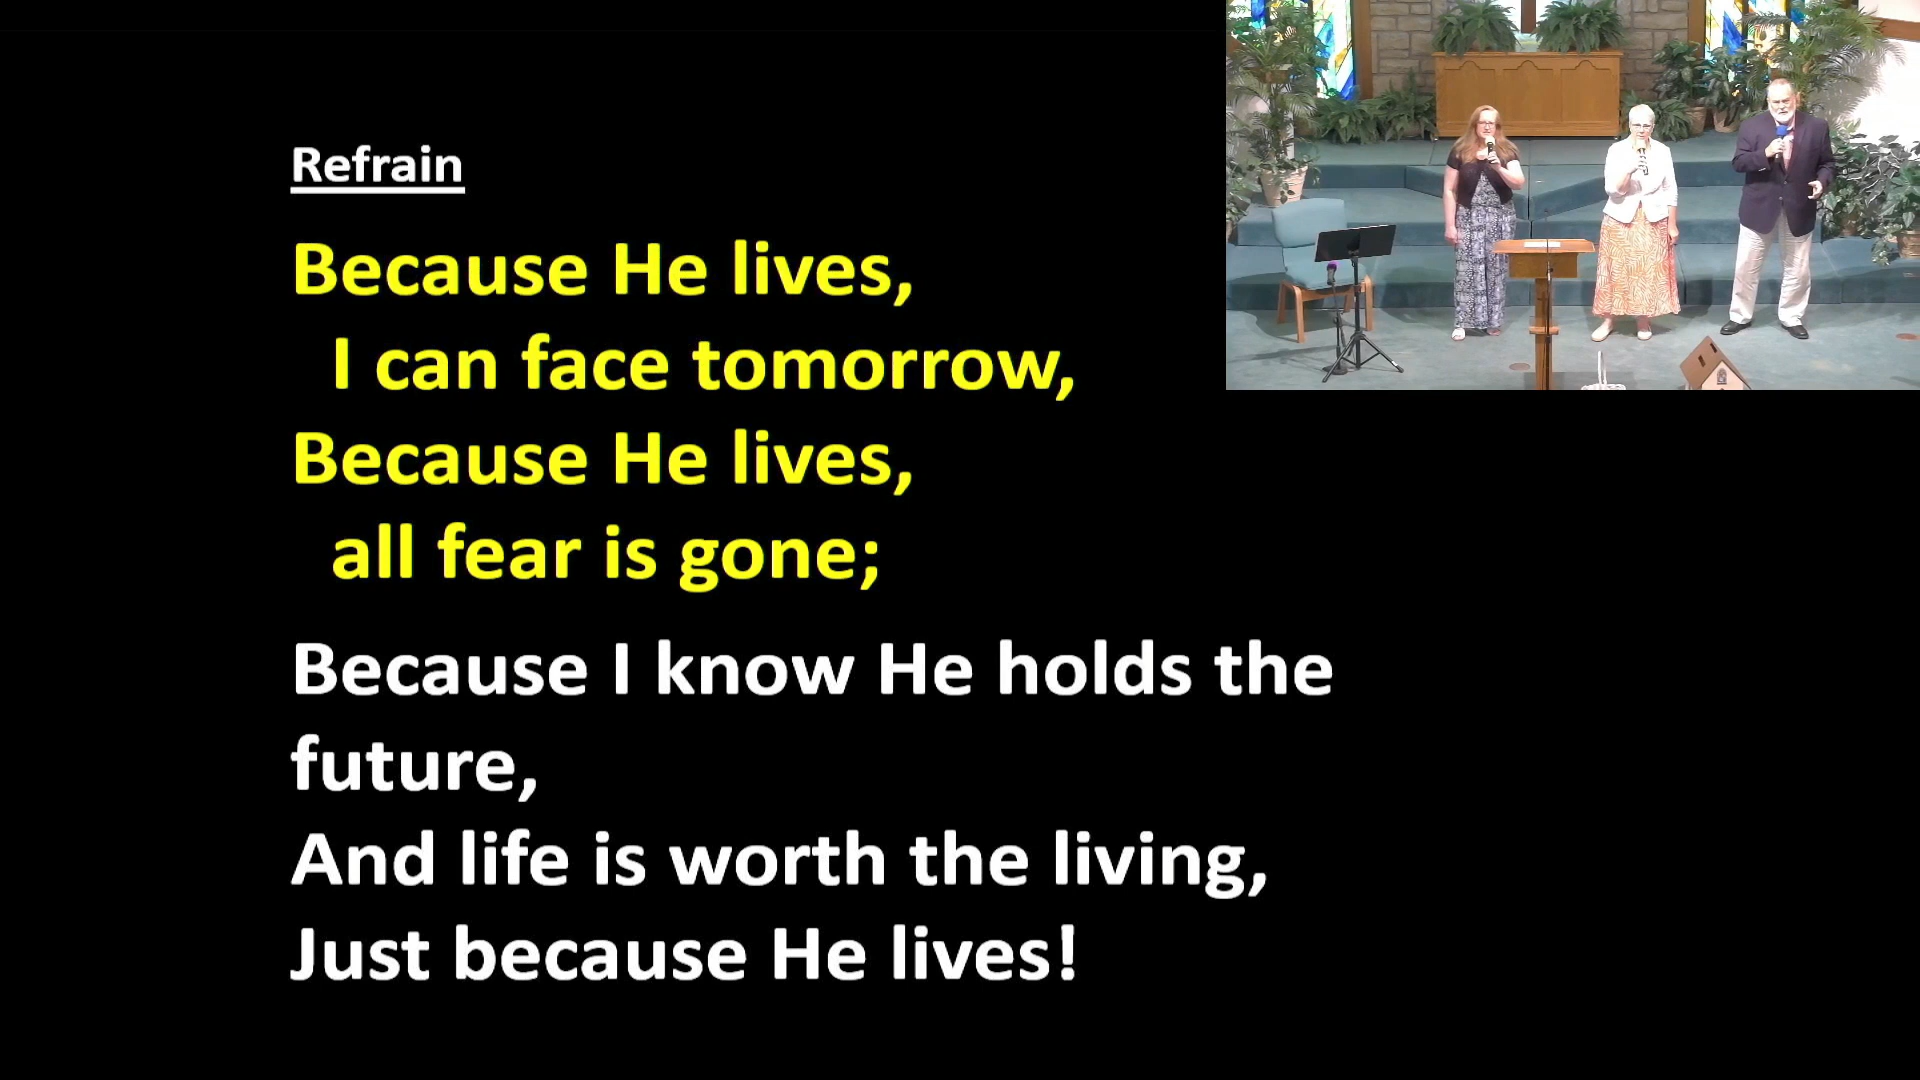 Refrain
Because He lives,
I can face tomorrow,
Because He lives,
all fear is gone;
Because I know He holds the
future,
And life is worth the living,
Just because He lives!